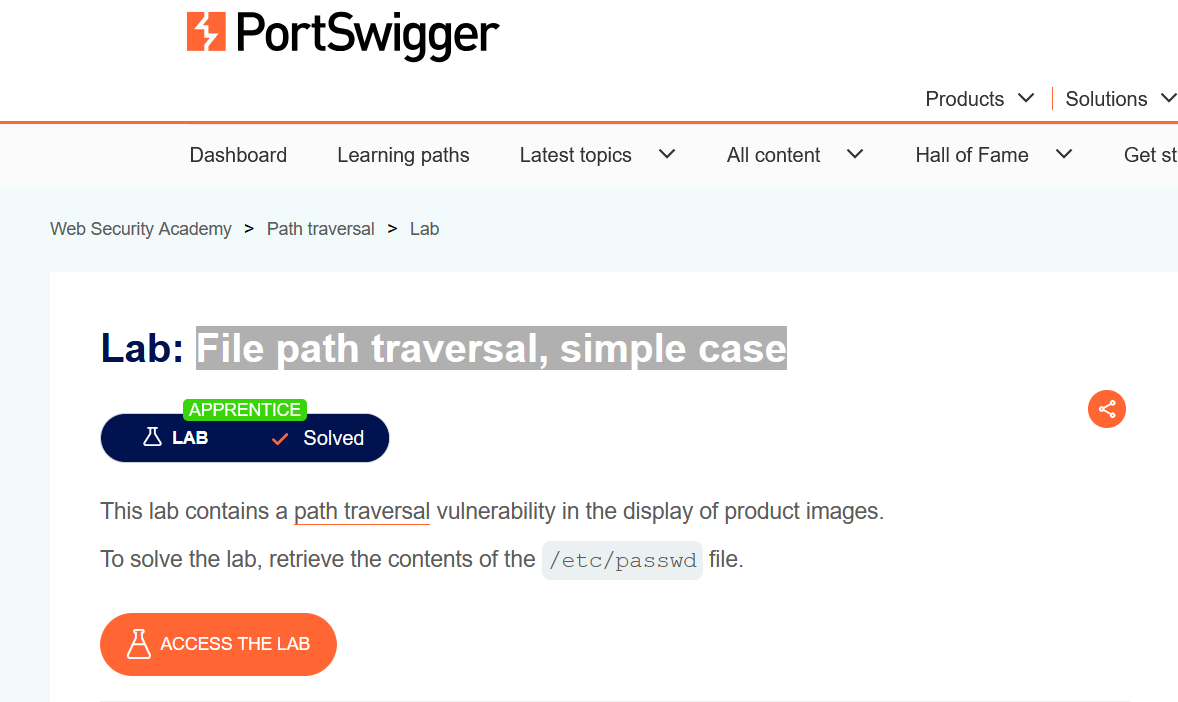 PortSwigger
Products Solutions
Dashboard Learning paths Latest topics All content Hall of Fame Get st
Web Security Academy > Path traversal > Lab
Lab: File path traversal, simple case
APPRENTICE
LAB Solved
This lab contains a path traversal vulnerability in the display of product images.
To solve the lab, retrieve the contents of the /etc/passwd file.
ACCESS THE LAB